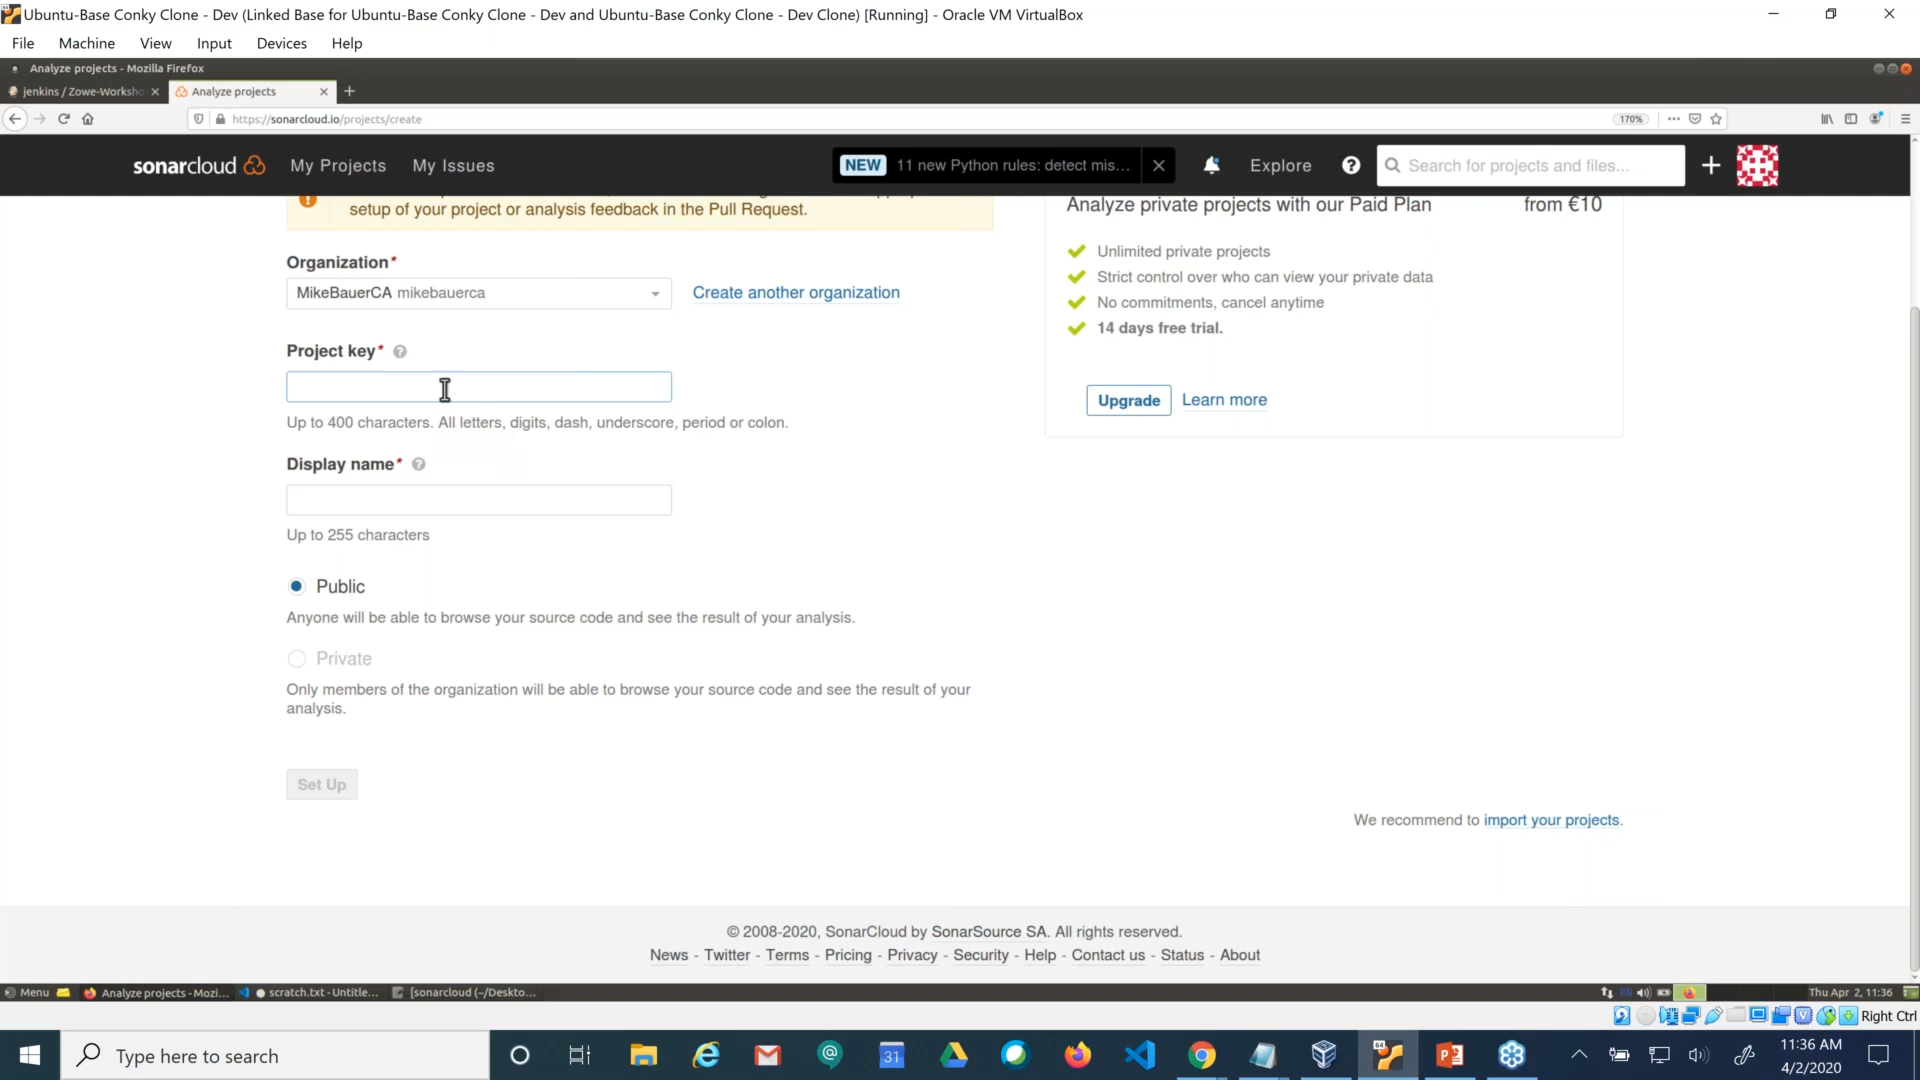 Ubuntu-Base Conky Clone - Dev (Linked Base for Ubuntu-Base Conky Clone - Dev and Ubuntu-Base Conky Clone - Dev Clone) [Running] - Oracle VM VirtualBox
File Machine View Input Devices Help
Analyze projects - Mozilla Firefox
jenkins / Zowe-Worksho Analyze projects
https://sonarcloud.io/projects/create 170%
sonarcloud My Projects My Issues NEW 11 new Python rules: detect mis... Explore Search for projects and files...
setup of your project or analysis feedback in the Pull Request.
Analyze private projects with our Paid Plan from €10
Unlimited private projects
Strict control over who can view your private data
No commitments, cancel anytime
14 days free trial.
Upgrade Learn more
Organization*
MikeBauerCA mikebauerca Create another organization
Project key*
Up to 400 characters. All letters, digits, dash, underscore, period or colon.
Display name*
Up to 255 characters
Public
Anyone will be able to browse your source code and see the result of your analysis.
Private
Only members of the organization will be able to browse your source code and see the result of your
analysis.
Set Up
We recommend to import your projects.
© 2008-2020, SonarCloud by SonarSource SA. All rights reserved.
News - Twitter - Terms - Pricing - Privacy - Security - Help - Contact us - Status - About
Menu Analyze projects - Mozi... scratch.txt - Untitle... [sonarcloud (~/Deskto... Thu Apr 2, 11:36
Right Ctrl
Type here to search 31 64 11:36 AM
4/2/2020